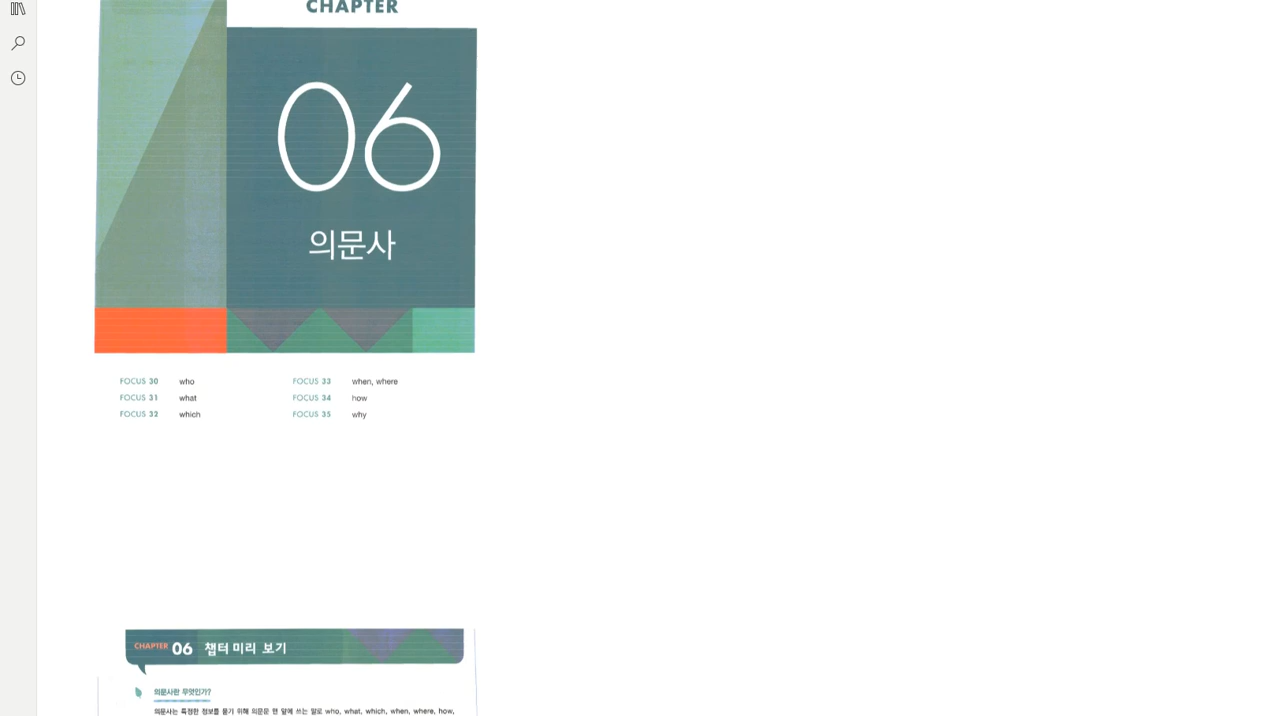 CHAPTER
06
의문사
FOCUS 30 who
FOCUS 31 what
FOCUS 32 which
FOCUS 33 when, where
FOCUS 34 how
FOCUS 35 why
CHAPTER 06 챕터 미리 보기
의문사란 무엇인가?
의문사는 특정한 정보를 묻기 위해 의문문 맨 앞에 쓰는 말로 who, what, which, when, where, how,